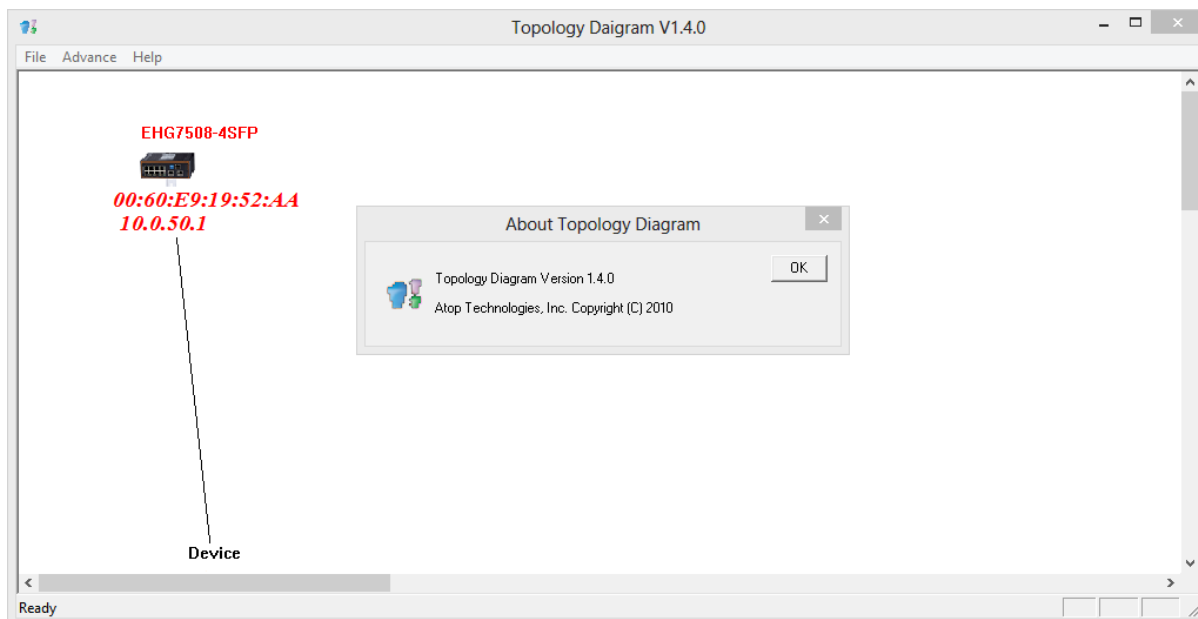 Topology Daigram V1.4.0
File Advance Help
EHG7508-4SFP
00:60:E9:19:52:AA
10.0.50.1
About Topology Diagram
OK
Topology Diagram Version 1.4.0
Atop Technologies, Inc. Copyright (C) 2010
Device
Ready